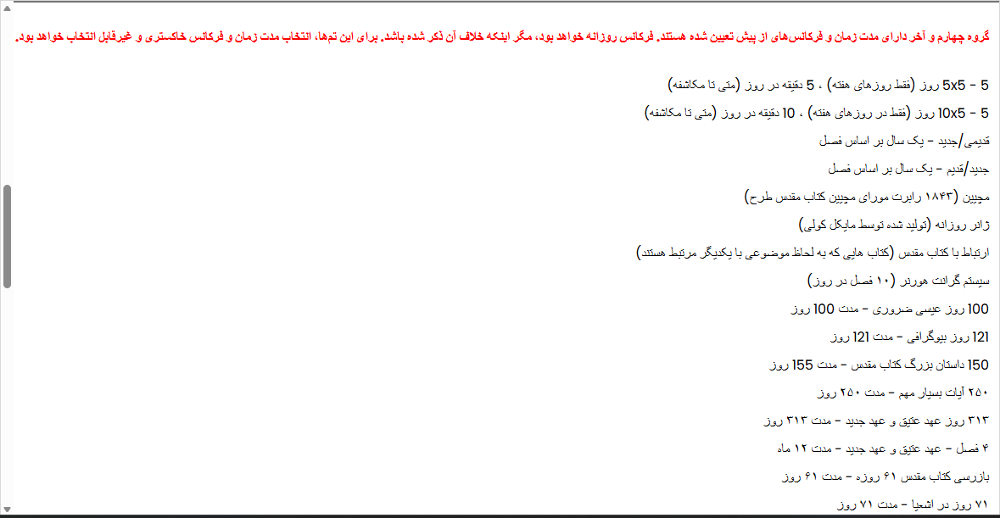 گروه چهارم و آخر دارای مدت زمان و فرکانس‌های از پیش تعیین شده هستند. فرکانس روزانه خواهد بود، مگر اینکه خلاف آن ذکر شده باشد. برای این تم‌ها، انتخاب مدت زمان و فرکانس خاکستری و غیرقابل انتخاب خواهد بود.
5x5 - 5 روز (فقط روزهای هفته) ، 5 دقیقه در روز (متی تا مکاشفه)
10x5 - 5 روز (فقط در روزهای هفته) ، 10 دقیقه در روز (متی تا مکاشفه)
قدیمی/جدید - یک سال بر اساس فصل
جدید/قدیم - یک سال بر اساس فصل
مچیین (۱۸۴۳ رابرت مورای مچیین کتاب مقدس طرح)
ژانر روزانه (تولید شده توسط مایکل کولی)
ارتباط با کتاب مقدس (کتاب هایی که به لحاظ موضوعی با یکدیگر مرتبط هستند)
سیستم گرانت هورنر (۱۰ فصل در روز)
100 روز عیسی ضروری - مدت 100 روز
121 روز بیوگرافی - مدت 121 روز
150 داستان بزرگ کتاب مقدس - مدت 155 روز
۲۵۰ آیات بسیار مهم - مدت ۲۵۰ روز
۳۱۳ روز عهد عتیق و عهد جدید - مدت ۳۱۳ روز
۴ فصل - عهد عتیق و عهد جدید - مدت ۱۲ ماه
بازرسی کتاب مقدس ۶۱ روزه - مدت ۶۱ روز
۷۱ روز در اشعیا - مدت ۷۱ روز